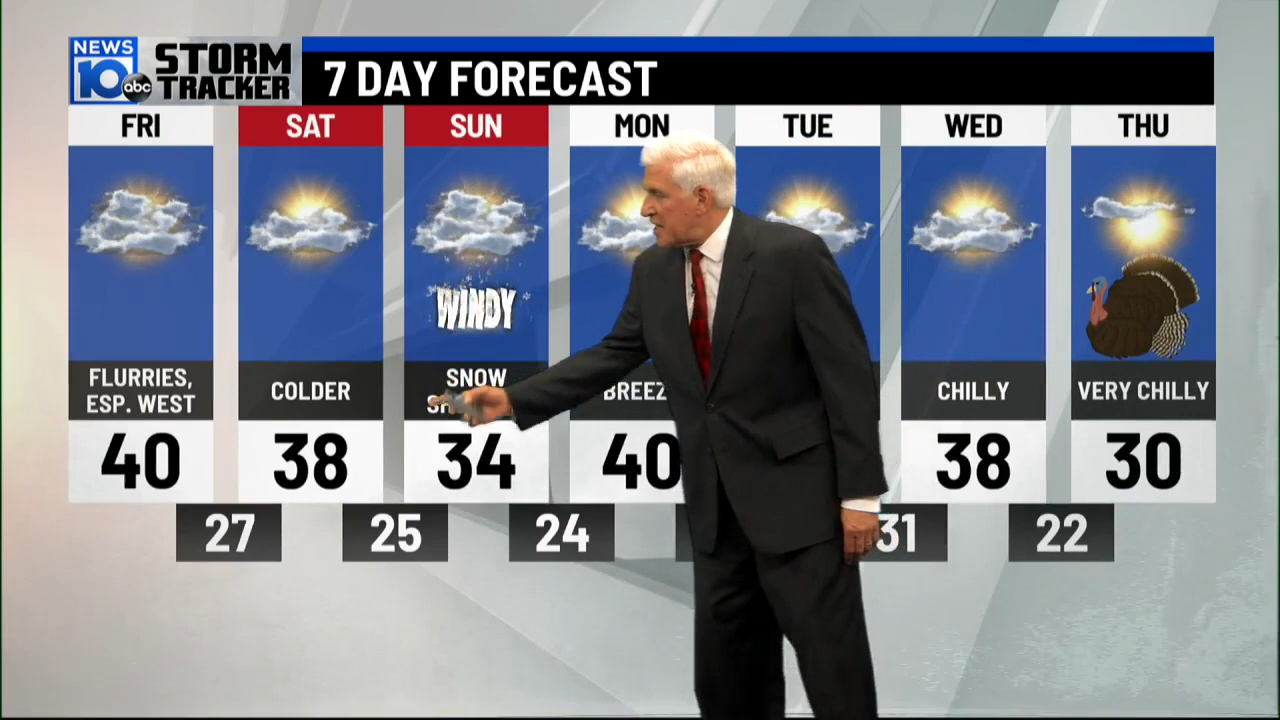 NEWS
10
abc
STORM
TRACKER
7 DAY FORECAST
FRI
SAT
SUN
MON
TUE
WED
THU
WINDY
FLURRIES,
ESP. WEST
COLDER
SNOW
CHILLY
VERY CHILLY
40
38
34
40
38
30
27
25
24
31
22